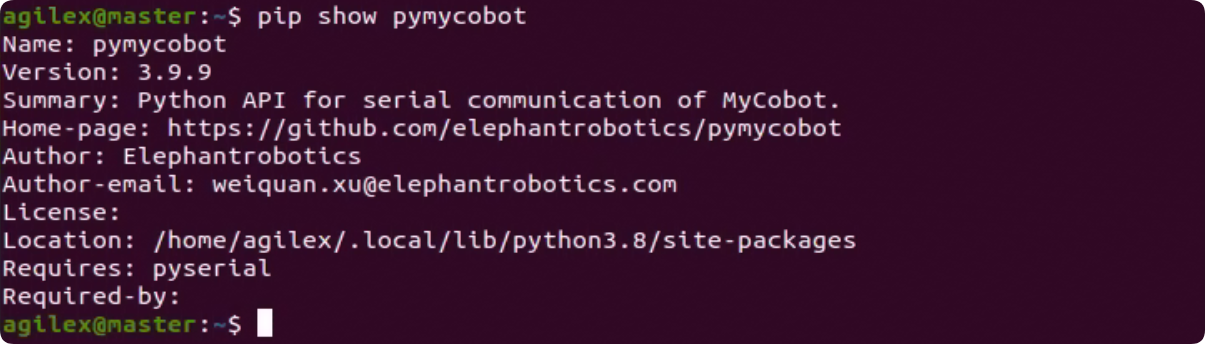 agilex@master:~$ pip show pymycobot
Name: pymycobot
Version: 3.9.9
Summary: Python API for serial communication of MyCobot.
Home-page: https://github.com/elephantrobotics/pymycobot
Author: Elephantrobotics
Author-email: weiquan.xu@elephantrobotics.com
License:
Location: /home/agilex/.local/lib/python3.8/site-packages
Requires: pyserial
Required-by:
agilex@master:~$